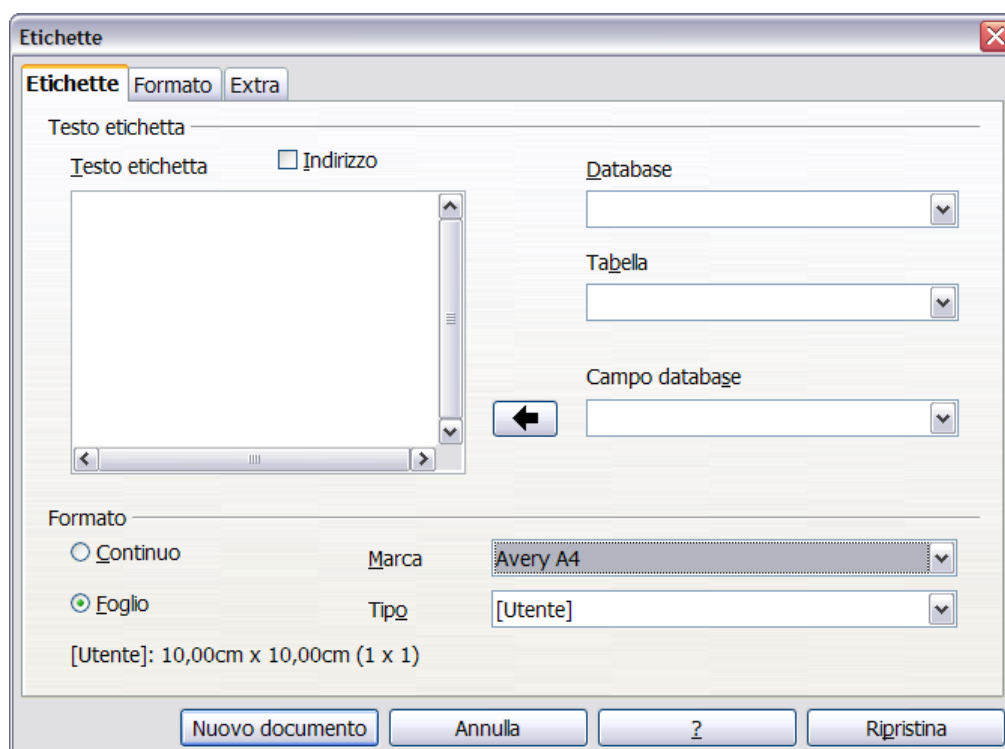 Etichette
Etichette Formato Extra
Testo etichetta
Testo etichetta Indirizzo
Database
Tabella
Campo database
Formato
Continuo Marca Avery A4
Foglio Tipo [Utente]
[Utente]: 10,00cm x 10,00cm (1 x 1)
Nuovo documento Annulla ? Ripristina